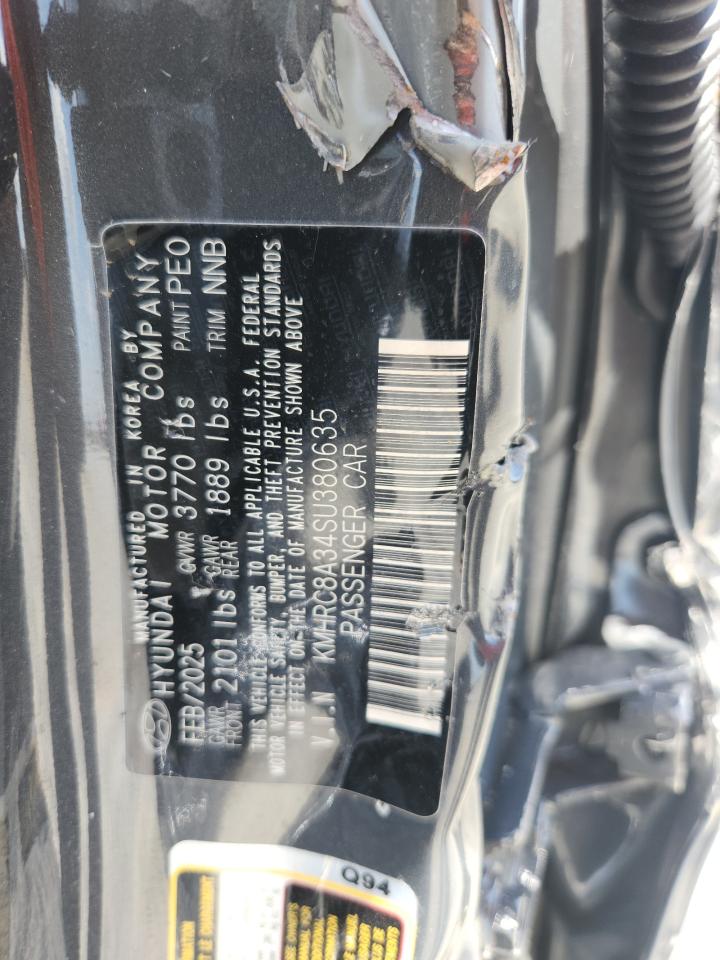 MANUFACTURED IN KOREA BY
HYUNDAI MOTOR COMPANY
FEB/2025 GVWR 3770 lbs PAINT PEO
GAWR FRONT 2101 lbs GAWR REAR 1889 lbs TRIM NNB
THIS VEHICLE CONFORMS TO ALL APPLICABLE U.S.A. FEDERAL
MOTOR VEHICLE SAFETY, BUMPER, AND THEFT PREVENTION STANDARDS
IN EFFECT ON THE DATE OF MANUFACTURE SHOWN ABOVE
V.I.N KMHRC8A34SU380635
PASSENGER CAR
Q94